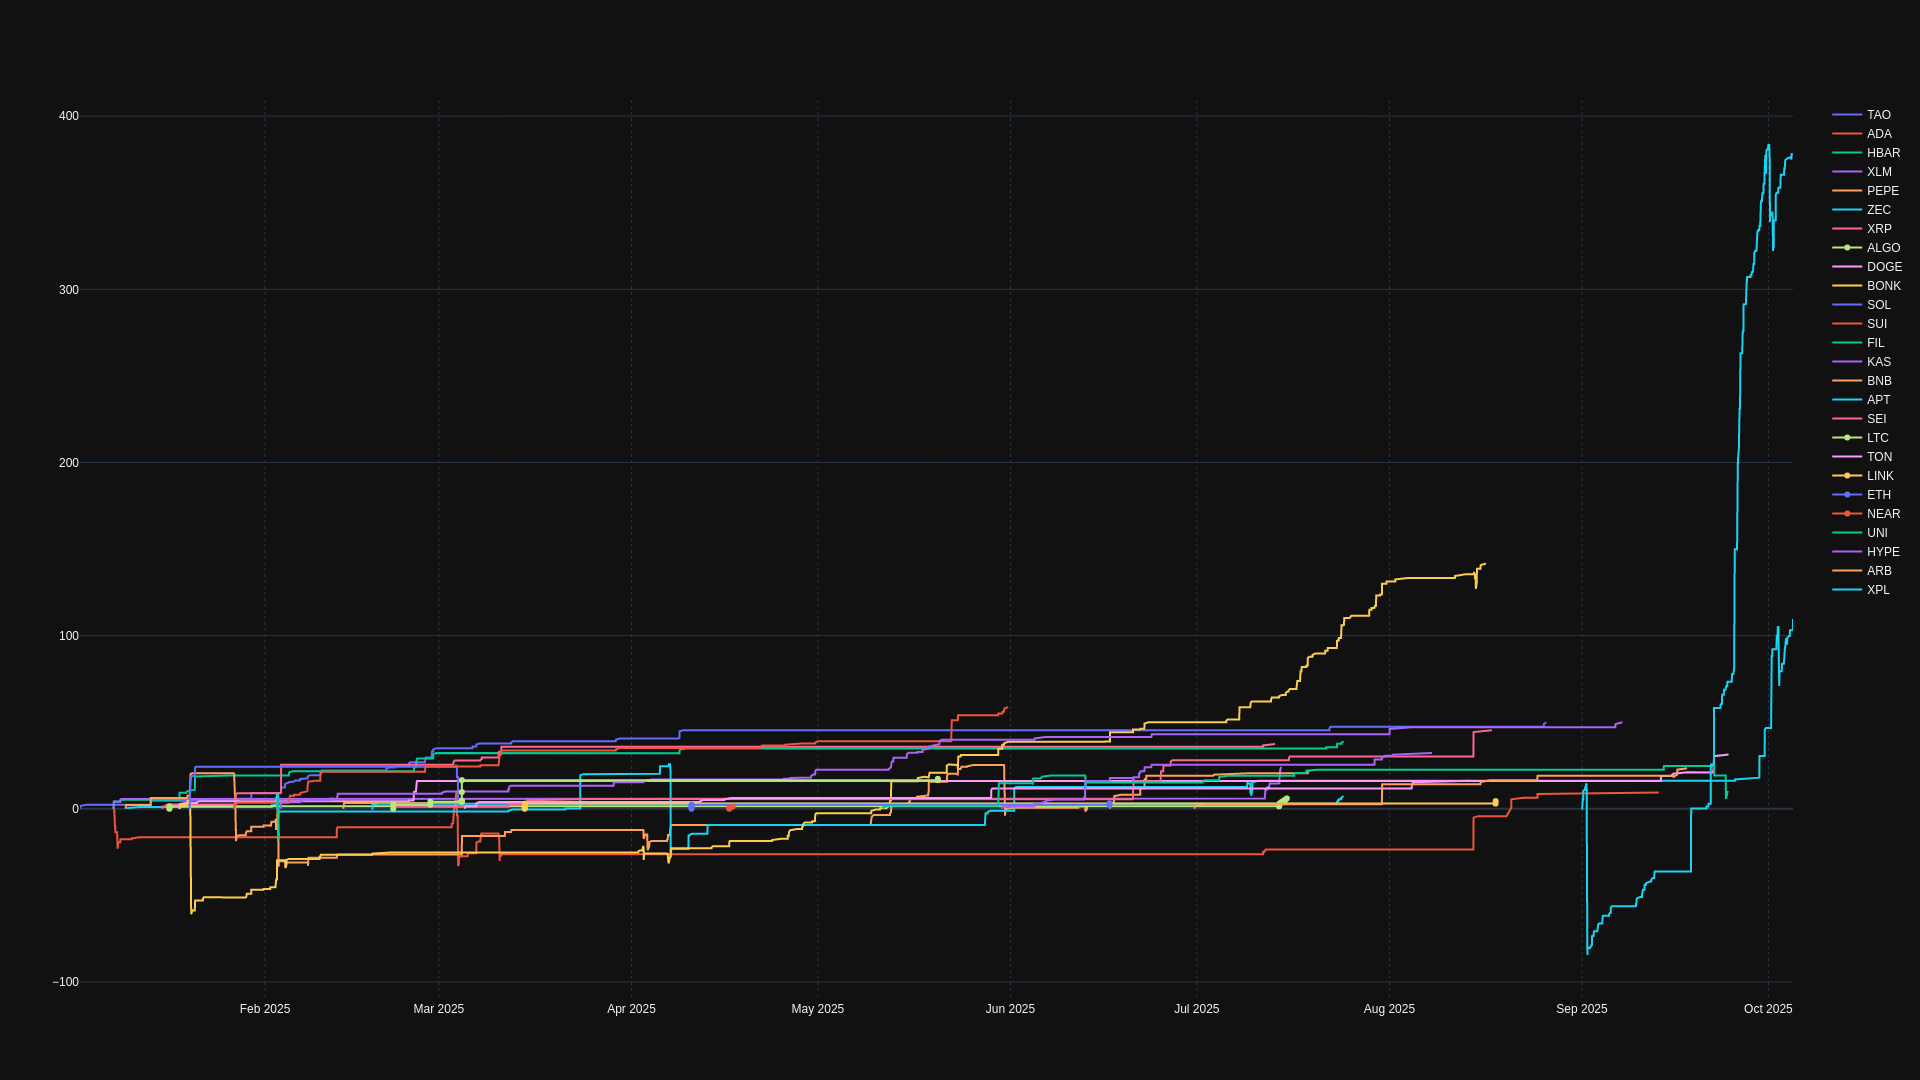 400
300
200
100
0
−100
Feb 2025
Mar 2025
Apr 2025
May 2025
Jun 2025
Jul 2025
Aug 2025
Sep 2025
Oct 2025
TAO
ADA
HBAR
XLM
PEPE
ZEC
XRP
ALGO
DOGE
BONK
SOL
SUI
FIL
KAS
BNB
APT
SEI
LTC
TON
LINK
ETH
NEAR
UNI
HYPE
ARB
XPL